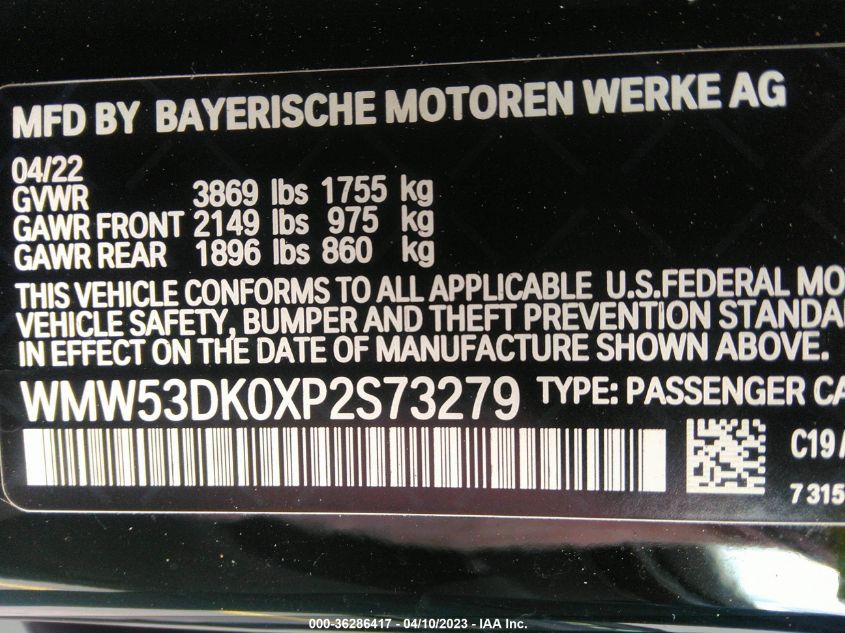 MFD BY BAYERISCHE MOTOREN WERKE AG
04/22
GVWR 3869 lbs 1755 kg
GAWR FRONT 2149 lbs 975 kg
GAWR REAR 1896 lbs 860 kg
THIS VEHICLE CONFORMS TO ALL APPLICABLE U.S.FEDERAL MO
VEHICLE SAFETY, BUMPER AND THEFT PREVENTION STANDA
IN EFFECT ON THE DATE OF MANUFACTURE SHOWN ABOVE.
WMW53DK0XP2S73279 TYPE: PASSENGER CA
C19/
7315
000-36286417 - 04/10/2023 - IAA Inc.